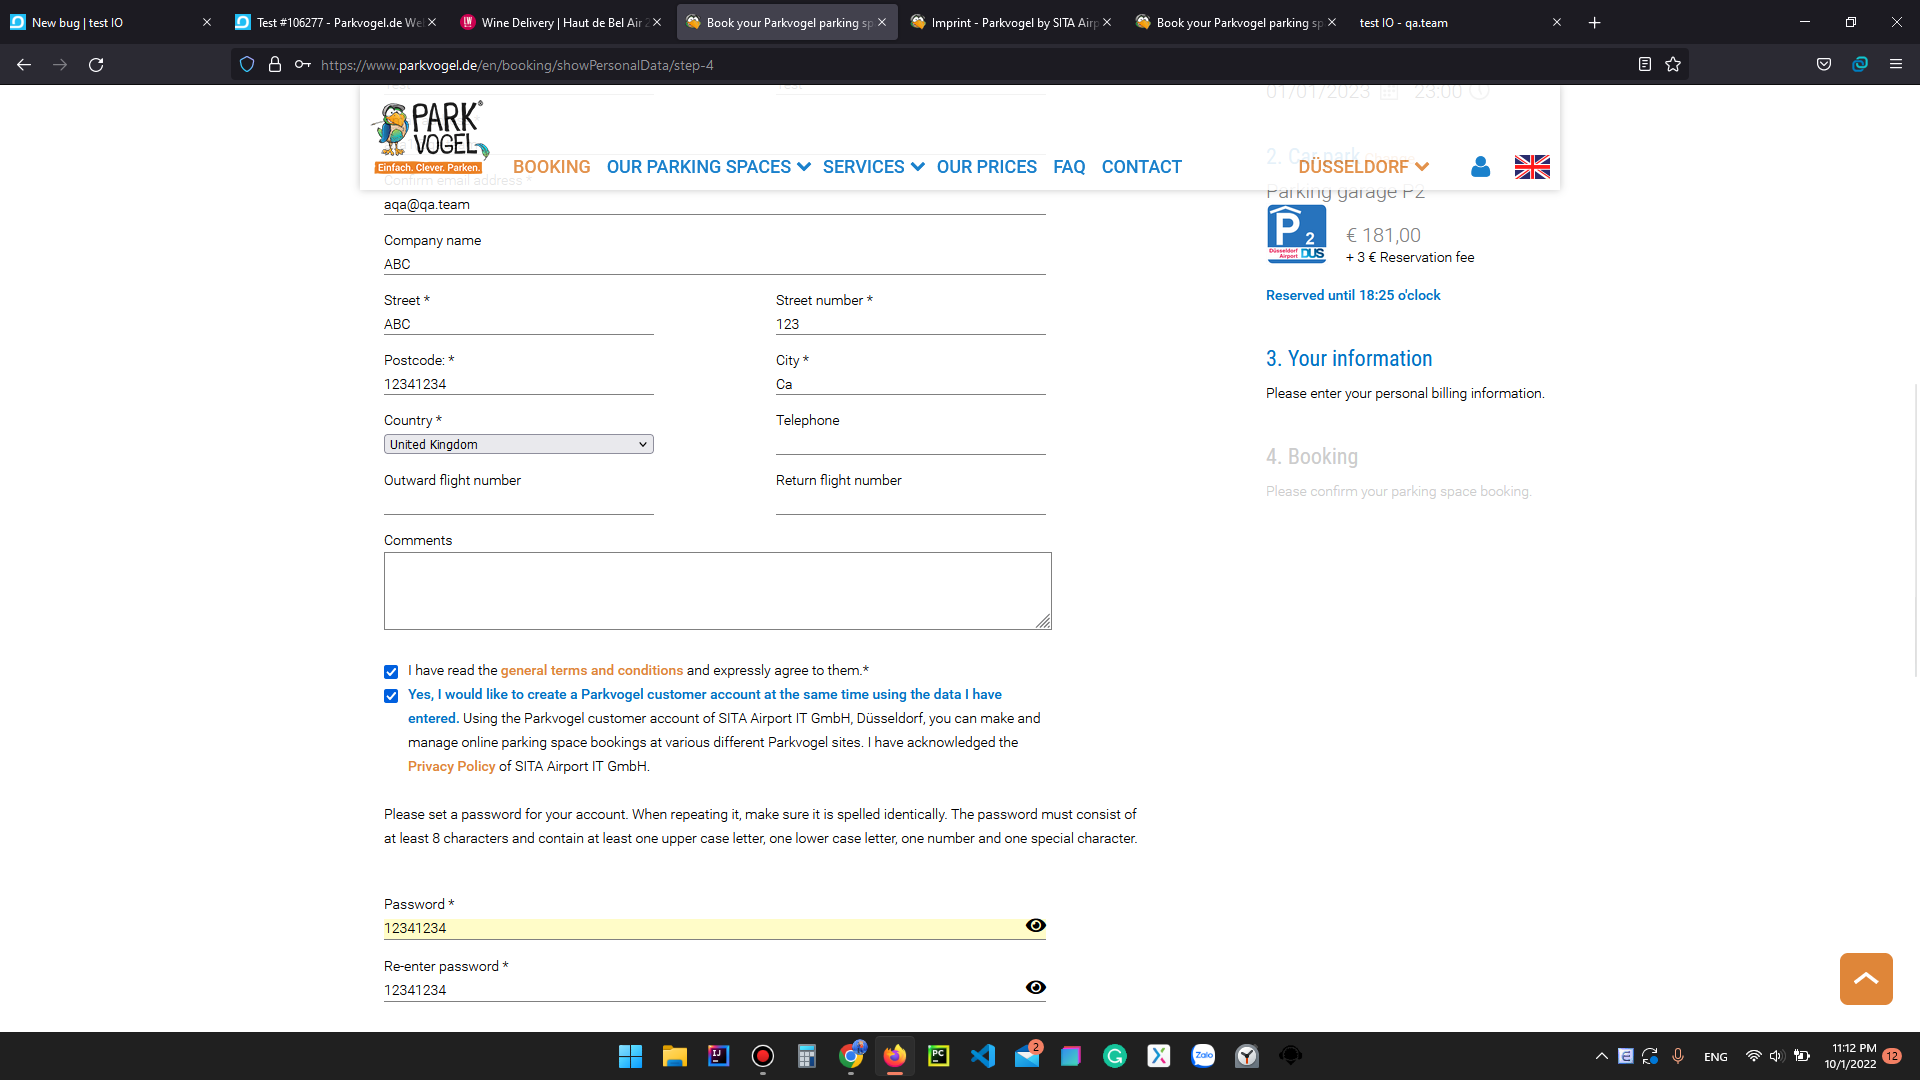 New bug | test IO
Test #106277 - Parkvogel.de We
Wine Delivery | Haut de Bel Air
Book your Parkvogel parking sp
Imprint - Parkvogel by SITA Airp
Book your Parkvogel parking sp
test IO - qa.team
https://www.parkvogel.de/en/booking/showPersonalData/step-4
01/01/2023 23:00
PARK VOGEL
Einfach. Clever. Parken.
BOOKING OUR PARKING SPACES SERVICES OUR PRICES FAQ CONTACT DÜSSELDORF
2. Car park
Confirm email address *
aqa@qa.team
Parking garage P2
P 2
Düsseldorf Airport DUS
€ 181,00
+ 3 € Reservation fee
Reserved until 18:25 o'clock
Company name
ABC
Street *
ABC
Street number *
123
Postcode: *
12341234
City *
Ca
Country *
United Kingdom
Telephone
Outward flight number
Return flight number
Comments
3. Your information
Please enter your personal billing information.
4. Booking
Please confirm your parking space booking.
I have read the general terms and conditions and expressly agree to them.*
Yes, I would like to create a Parkvogel customer account at the same time using the data I have
entered. Using the Parkvogel customer account of SITA Airport IT GmbH, Düsseldorf, you can make and
manage online parking space bookings at various different Parkvogel sites. I have acknowledged the
Privacy Policy of SITA Airport IT GmbH.
Please set a password for your account. When repeating it, make sure it is spelled identically. The password must consist of
at least 8 characters and contain at least one upper case letter, one lower case letter, one number and one special character.
Password *
12341234
Re-enter password *
12341234
2
Zalo
ENG
11:12 PM
10/1/2022
12